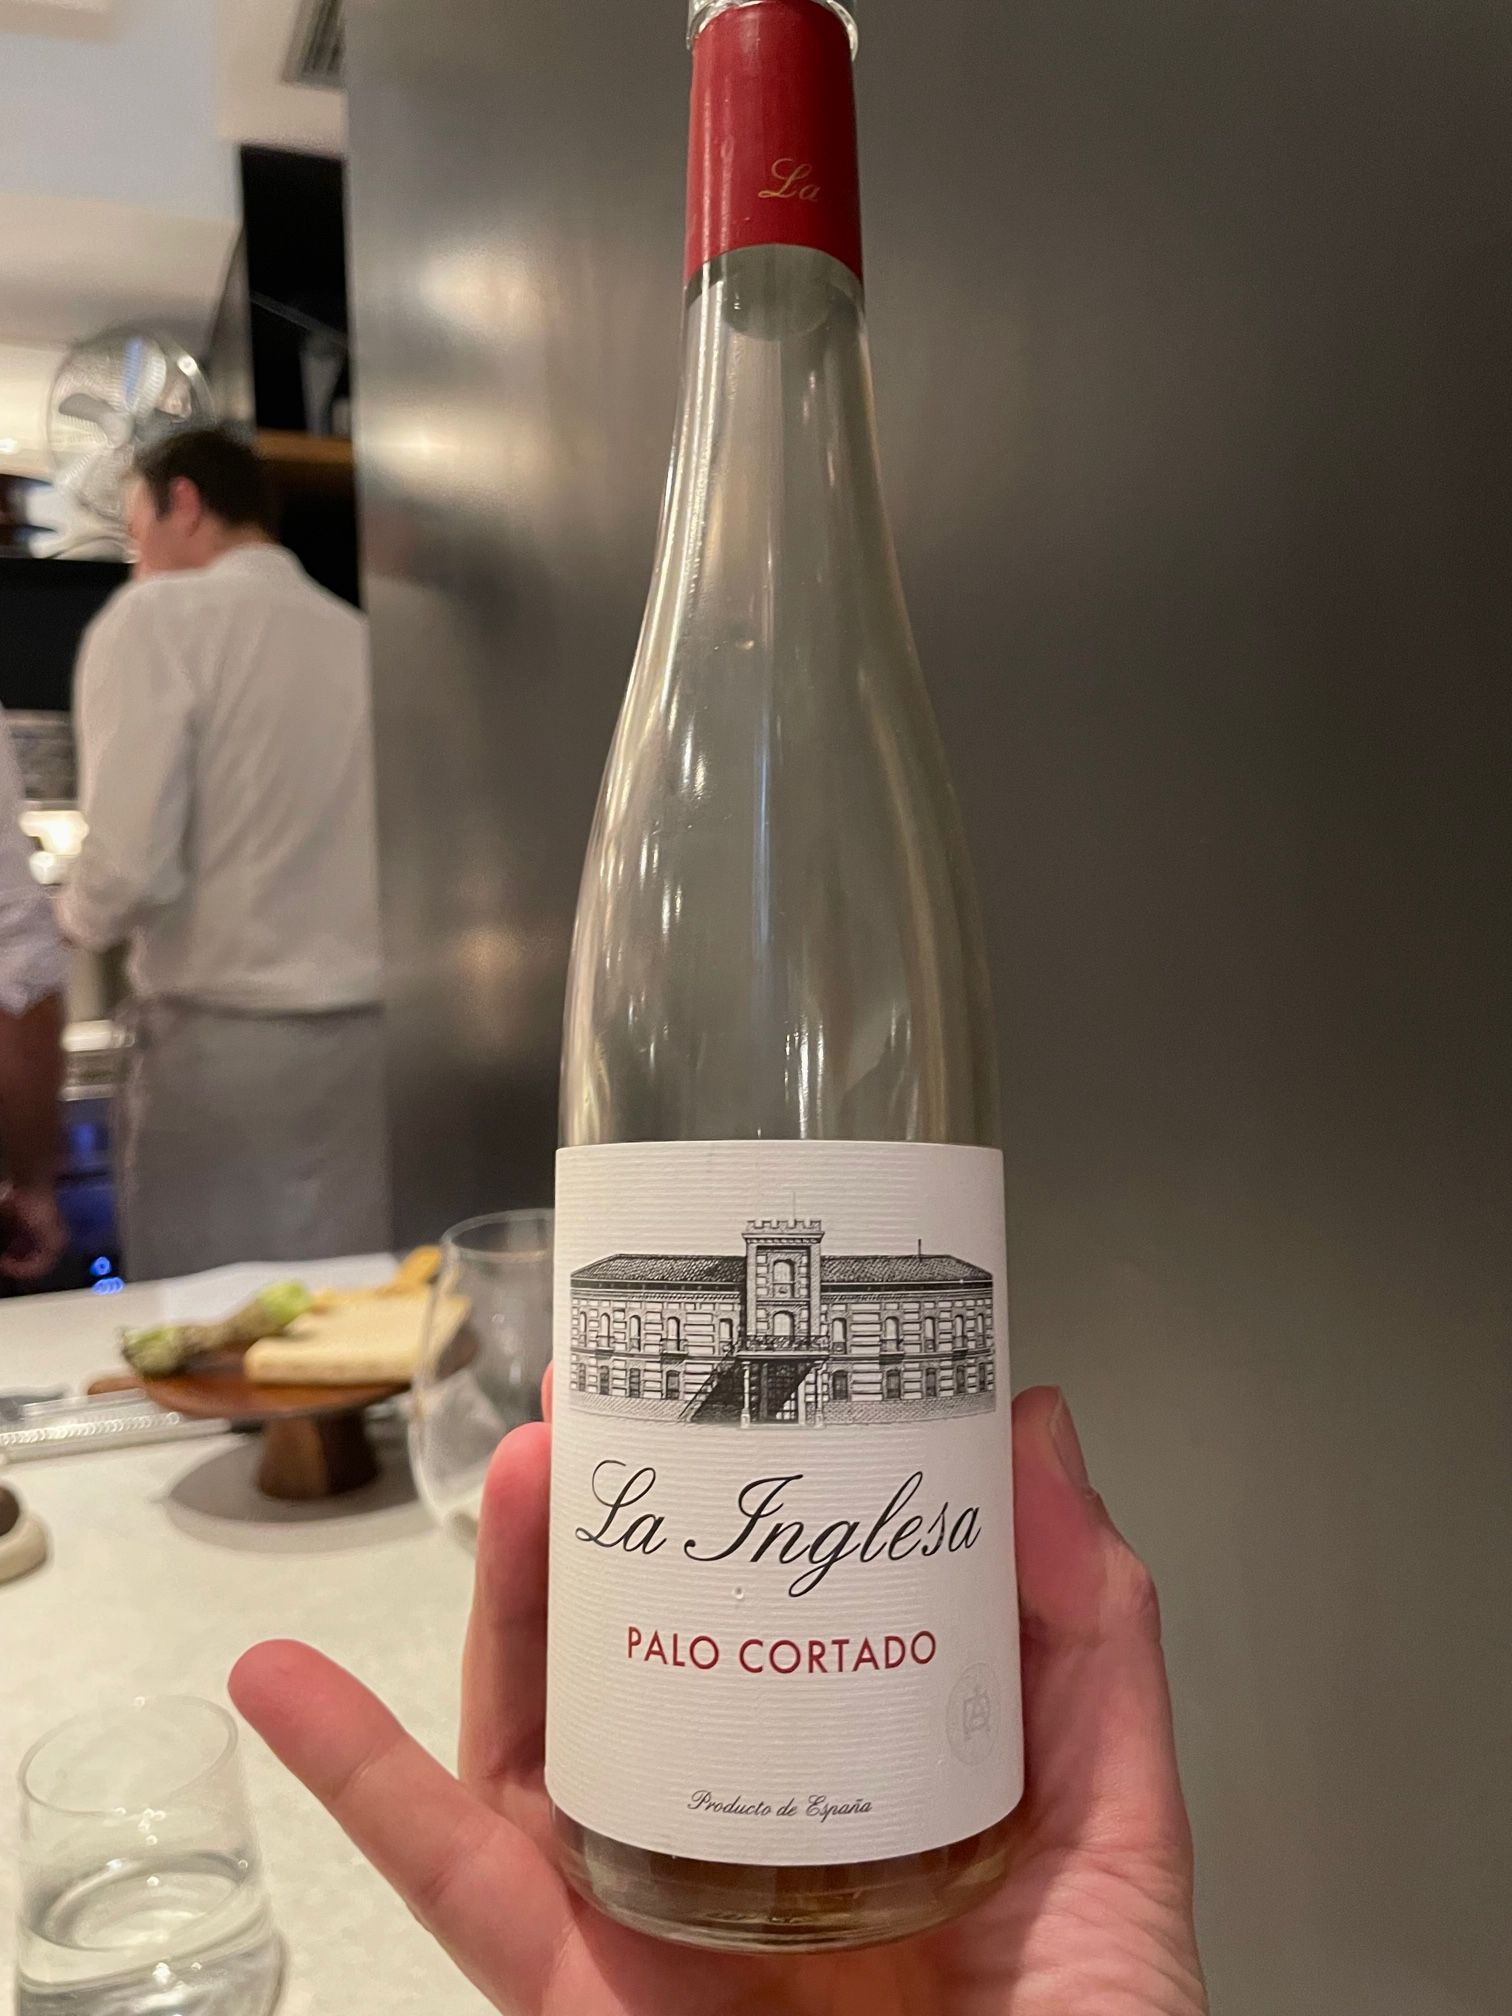 La
La Inglesa
PALO CORTADO
Producto de España